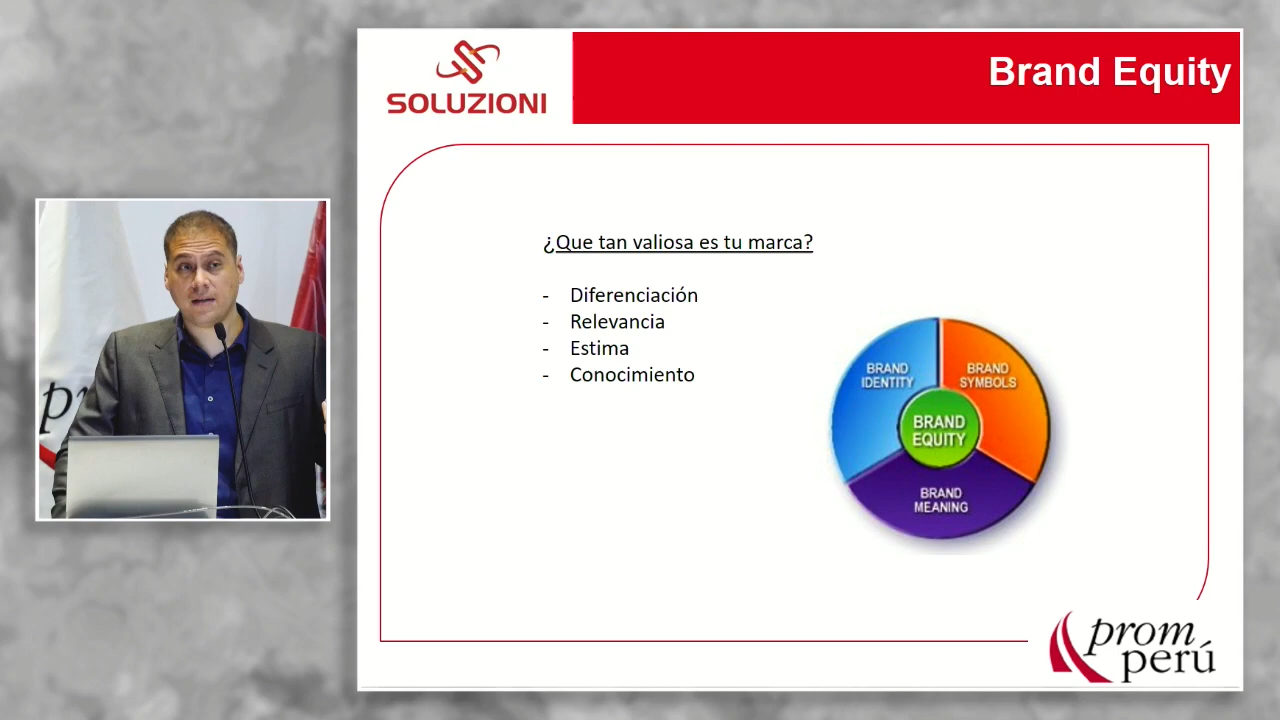 SOLUZIONI
Brand Equity
¿Que tan valiosa es tu marca?
- Diferenciación
- Relevancia
- Estima
- Conocimiento
BRAND
IDENTITY
BRAND
SYMBOLS
BRAND
EQUITY
BRAND
MEANING
prom
perú